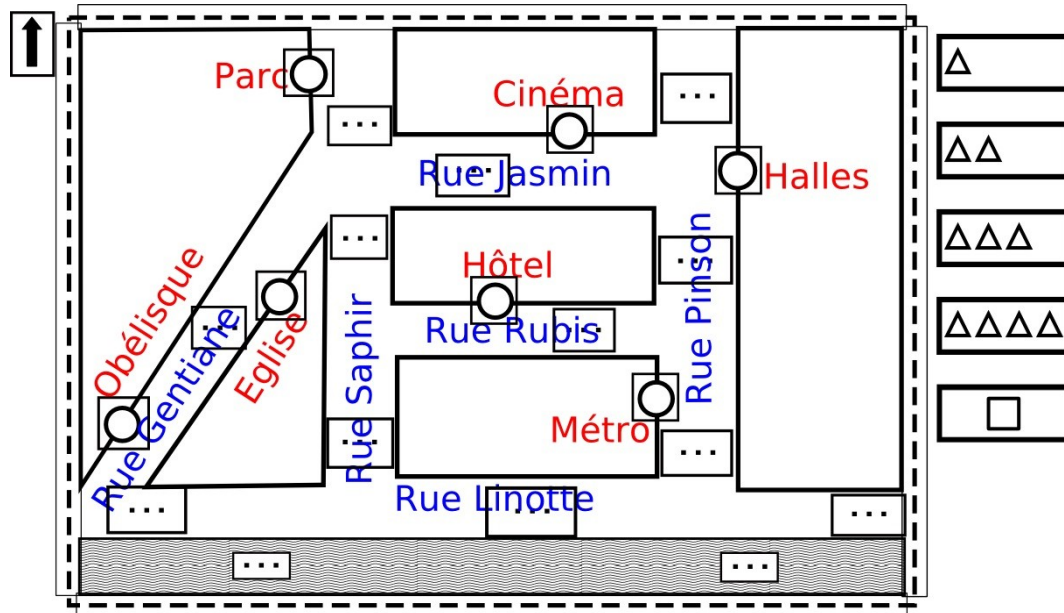 Parc
Cinéma
...
...
Rue Jasmin
...
Halles
...
...
Hôtel
Rue Pinson
Obélisque
Rue Gentiane
...
Eglise
Rue Saphir
Rue Rubis
...
Métro
...
...
Rue Linotte
...
...
...
...
...